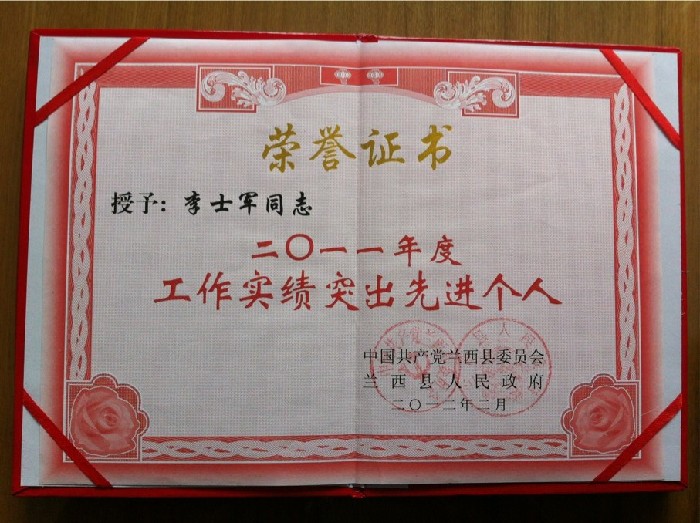 荣誉证书
授予：李士军同志
二〇一一年度
工作实绩突出先进个人
中国共产党兰西县委员会
兰西县人民政府
二〇一二年二月